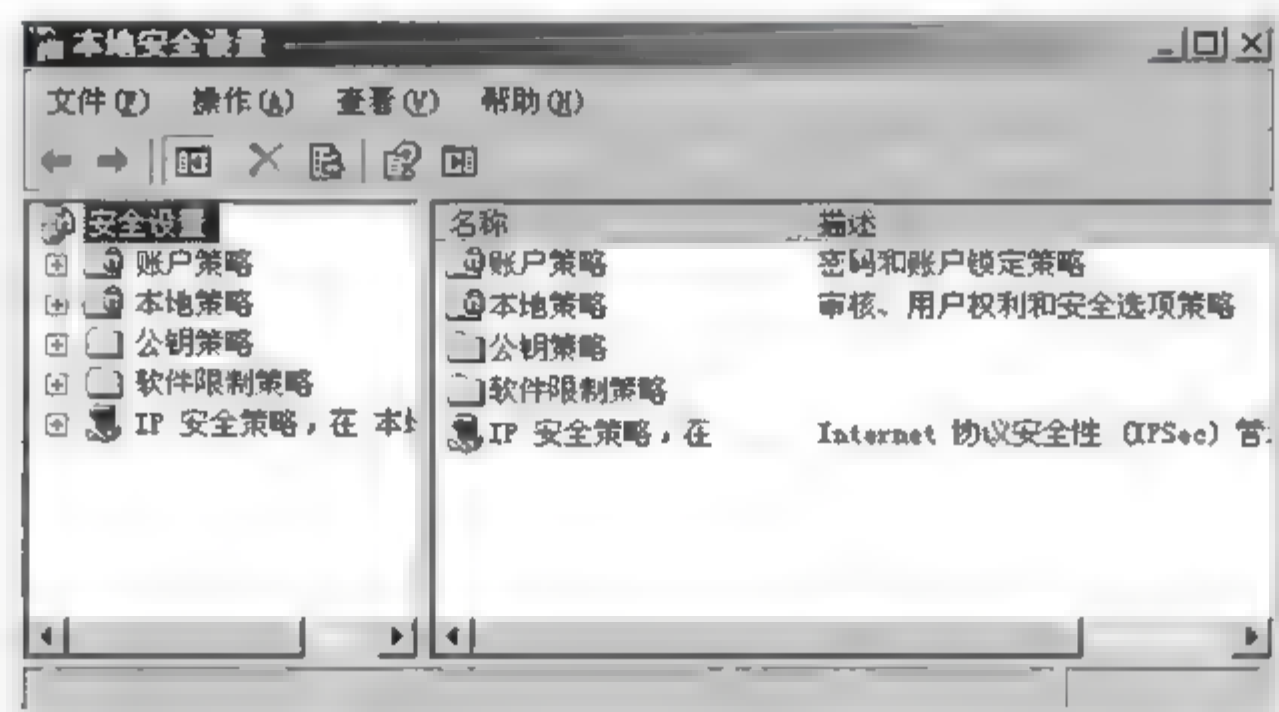 本地安全设置
文件(F) 操作(A) 查看(V) 帮助(H)
安全设置
账户策略
本地策略
公钥策略
软件限制策略
IP 安全策略，在 本
名称 描述
账户策略 密码和账户锁定策略
本地策略 审核、用户权利和安全选项策略
公钥策略
软件限制策略
IP 安全策略，在 Internet 协议安全性 (IPSec) 管